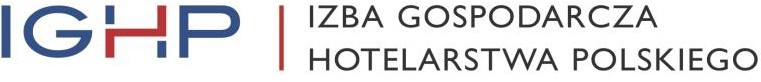 IGHP
IZBA GOSPODARCZA
HOTELARSTWA POLSKIEGO